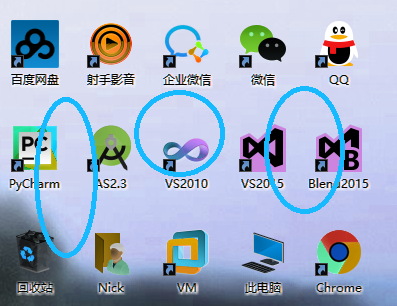 百度网盘 射手影音 企业微信 微信 QQ
PC
PyCharm AS2.3 VS2010 VS2015 Blend2015
回收站 Nick VM 此电脑 Chrome